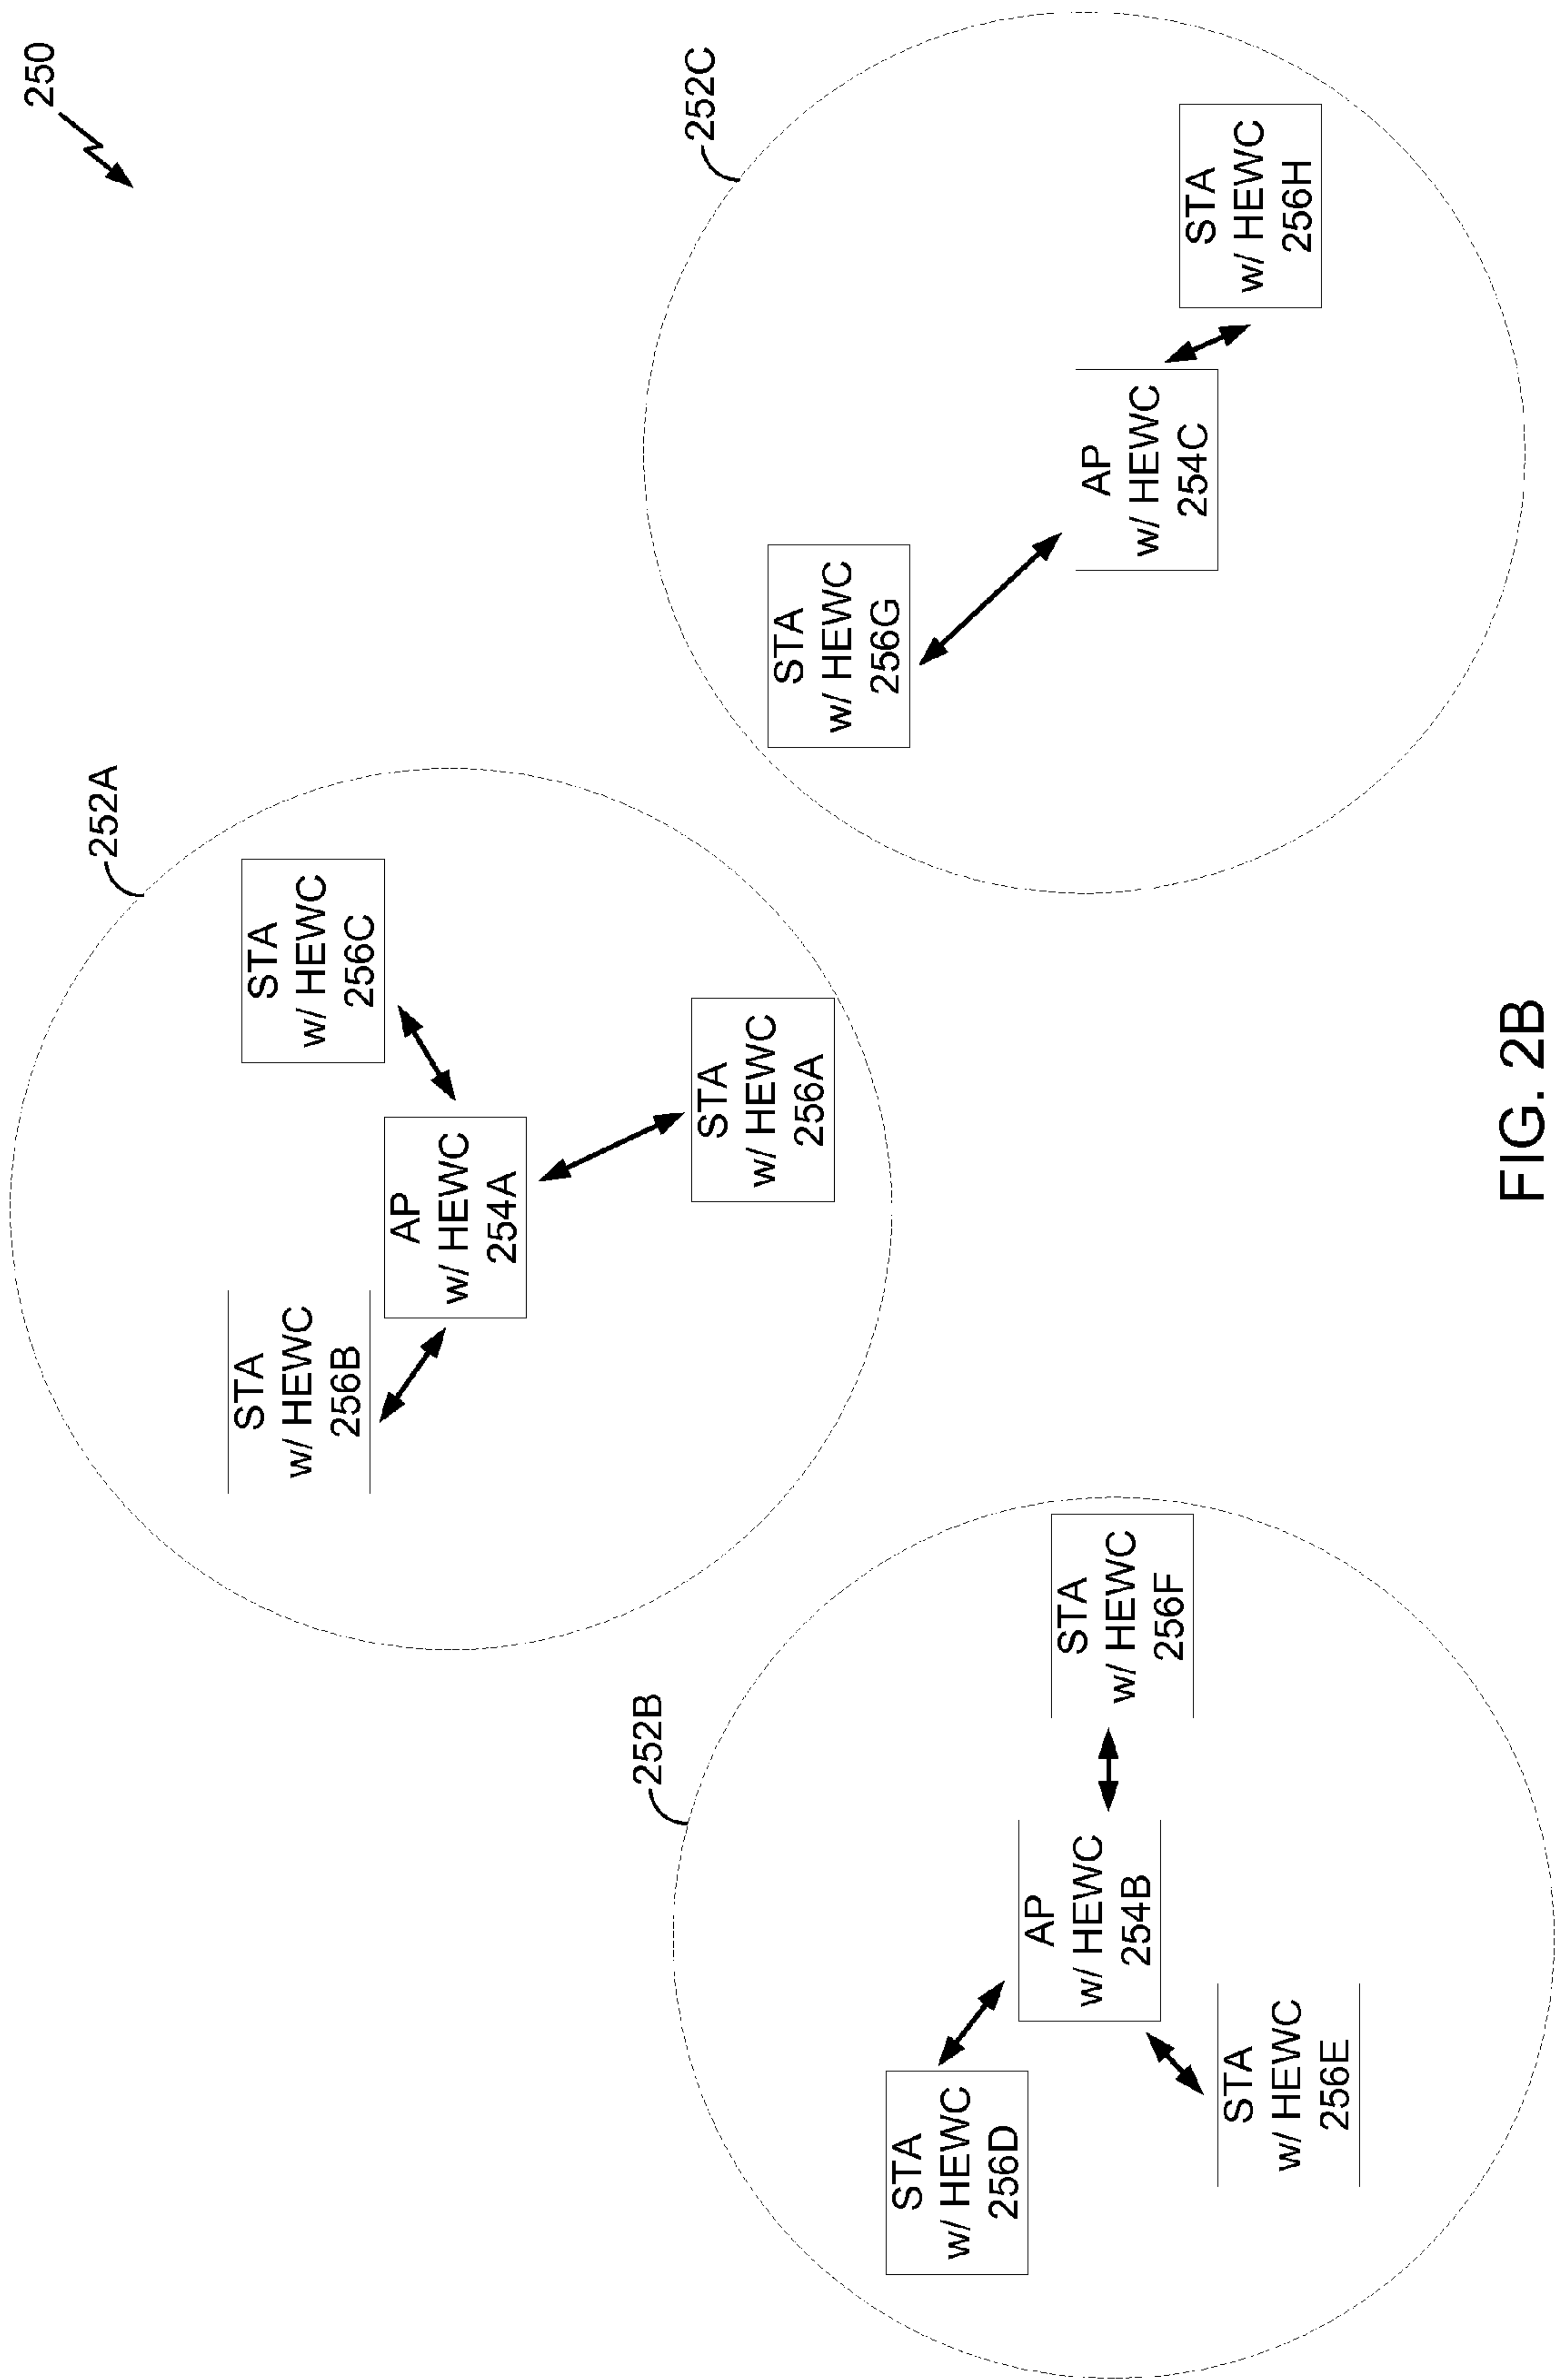 250
252A
STA
w/ HEWC
256B
STA
w/ HEWC
256C
AP
w/ HEWC
254A
STA
w/ HEWC
256A
252B
STA
w/ HEWC
256D
AP
w/ HEWC
254B
STA
w/ HEWC
256F
STA
w/ HEWC
256E
252C
STA
w/ HEWC
256G
AP
w/ HEWC
254C
STA
w/ HEWC
256H
FIG. 2B